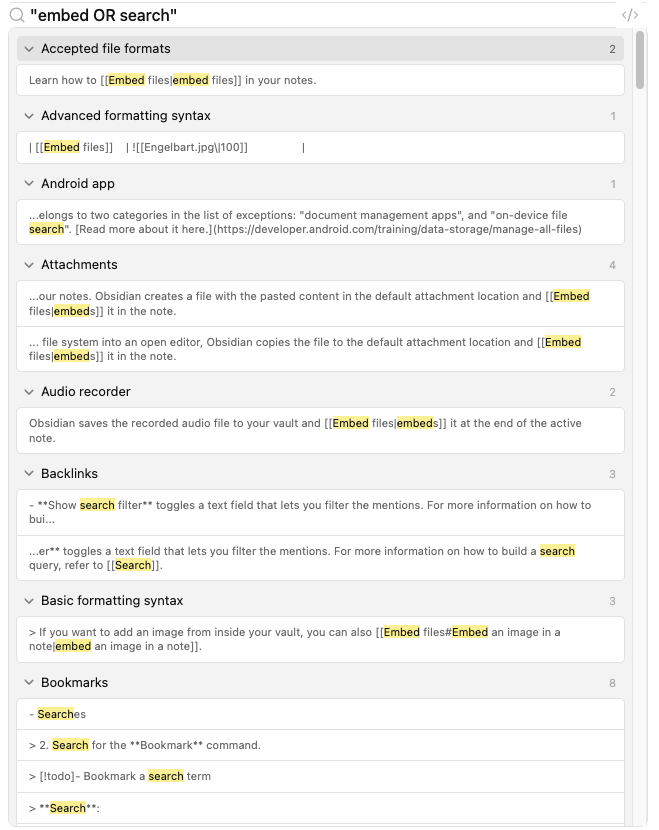 "embed OR search"
</>
Accepted file formats 2
Learn how to [[Embed files|embed files]] in your notes.
Advanced formatting syntax 1
| [[Embed files]] | ![[Engelbart.jpg\|100]] |
Android app 1
...elongs to two categories in the list of exceptions: "document management apps", and "on-device file
search". [Read more about it here.](https://developer.android.com/training/data-storage/manage-all-files)
Attachments 4
...our notes. Obsidian creates a file with the pasted content in the default attachment location and [[Embed
files|embeds]] it in the note.
... file system into an open editor, Obsidian copies the file to the default attachment location and [[Embed
files|embeds]] it in the note.
Audio recorder 2
Obsidian saves the recorded audio file to your vault and [[Embed files|embeds]] it at the end of the active
note.
Backlinks 3
- **Show search filter** toggles a text field that lets you filter the mentions. For more information on how to
bui...
...er** toggles a text field that lets you filter the mentions. For more information on how to build a search
query, refer to [[Search]].
Basic formatting syntax 3
> If you want to add an image from inside your vault, you can also [[Embed files#Embed an image in a
note|embed an image in a note]].
Bookmarks 8
- Searches
> 2. Search for the **Bookmark** command.
> [!todo]- Bookmark a search term
> **Search**: